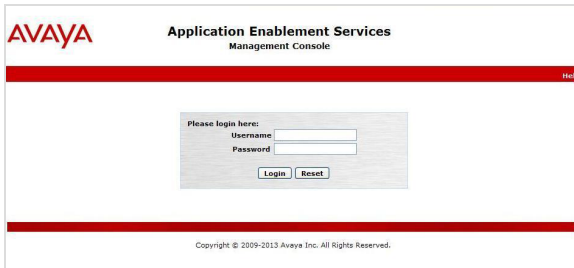 AVAYA
Application Enablement Services
Management Console
Please login here:
Username
Password
Login Reset
Copyright © 2009-2013 Avaya Inc. All Rights Reserved.